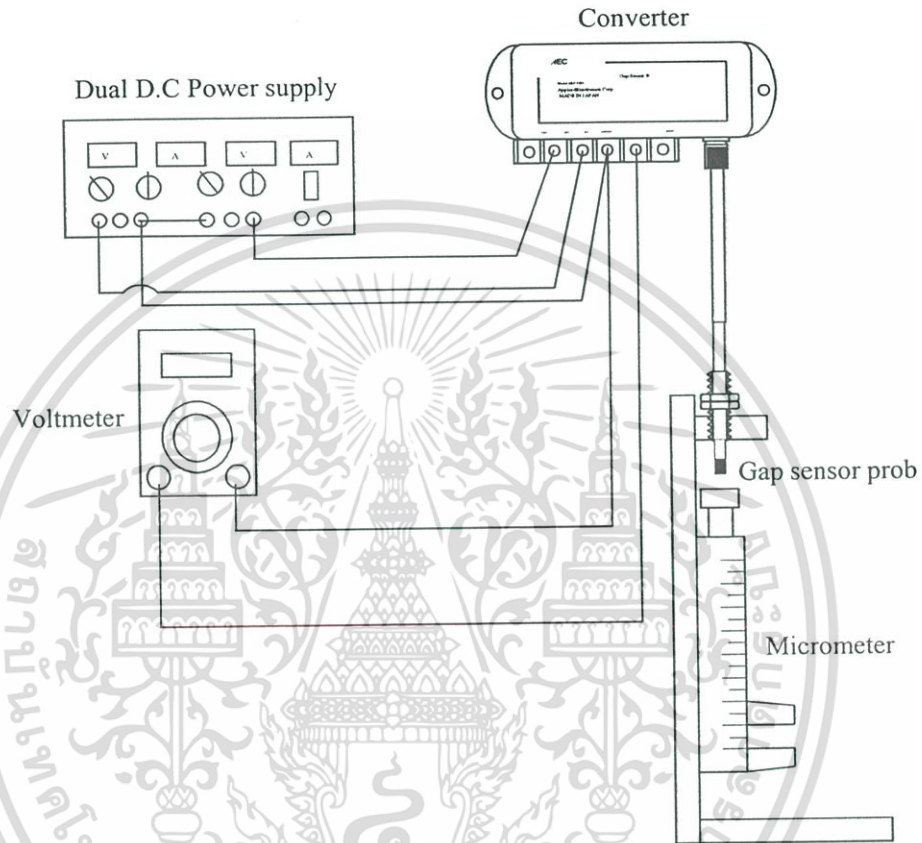 Converter
Dual D.C Power supply
AEC
V A V A
Voltmeter
Gap sensor prob
Micrometer